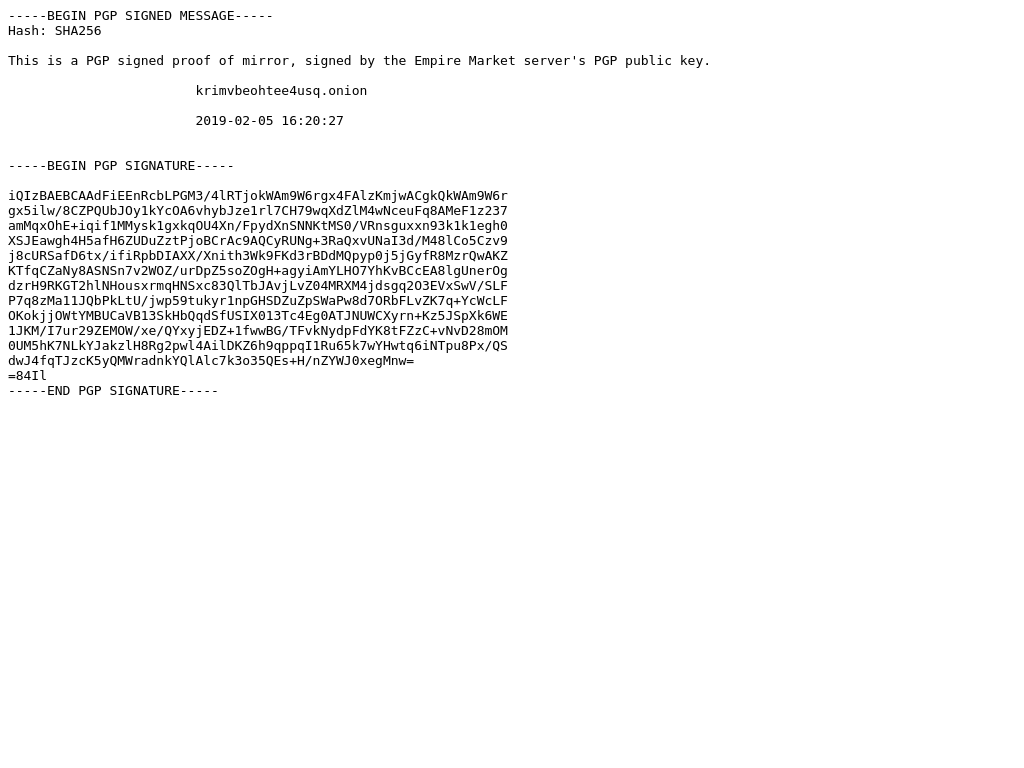 -----BEGIN PGP SIGNED MESSAGE-----
Hash: SHA256
This is a PGP signed proof of mirror, signed by the Empire Market server's PGP public key.
krimvbeohtee4usq.onion
2019-02-05 16:20:27
-----BEGIN PGP SIGNATURE-----
iQIzBAEBCAAdFiEEnRcbLPGM3/4lRTjokWAm9W6rgx4FAlzKmjwACgkQkWAm9W6r
gx5ilw/8CZPQUbJOy1kYcOA6vhybJze1rl7CH79wqXdZlM4wNceuFq8AMeF1z237
amMqxOhE+iqif1MMysk1gxkqOU4Xn/FpydXnSNNKtMS0/VRnsguxxn93k1k1egh0
XSJEawgh4H5afH6ZUDuZztPjoBCrAc9AQCyRUNg+3RaQxvUNaI3d/M48lCo5Czv9
j8cURSafD6tx/ifiRpbDIAXX/Xnith3Wk9FKd3rBDdMQpyp0j5jGyfR8MzrQwAKZ
KTfqCZaNy8ASNSn7v2WOZ/urDpZ5soZOgH+agyiAmYLHO7YhKvBCcEA8lgUnerOg
dzrH9RKGT2hlNHousxrmqHNSxc83QlTbJAvjLvZ04MRXM4jdsgq2O3EVxSwV/SLF
P7q8zMa11JQbPkLtU/jwp59tukyr1npGHSDZuZpSWaPw8d7ORbFLvZK7q+YcWcLF
OKokjjOWtYMBUCaVB13SkHbQqdSfUSIX013Tc4Eg0ATJNUWCXyrn+Kz5JSpXk6WE
1JKM/I7ur29ZEMOW/xe/QYxyjEDZ+1fwwBG/TFvkNydpFdYK8tFZzC+vNvD28mOM
0UM5hK7NLkYJakzlH8Rg2pwl4AilDKZ6h9qppqI1Ru65k7wYHwtq6iNTpu8Px/QS
dwJ4fqTJzcK5yQMWradnkYQlAlc7k3o35QEs+H/nZYWJ0xegMnw=
=84Il
-----END PGP SIGNATURE-----